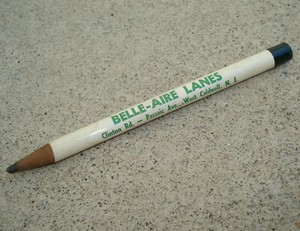 BELLE-AIRE LANES
Clinton Rd. — Passaic Ave., West Caldwell, N. J.